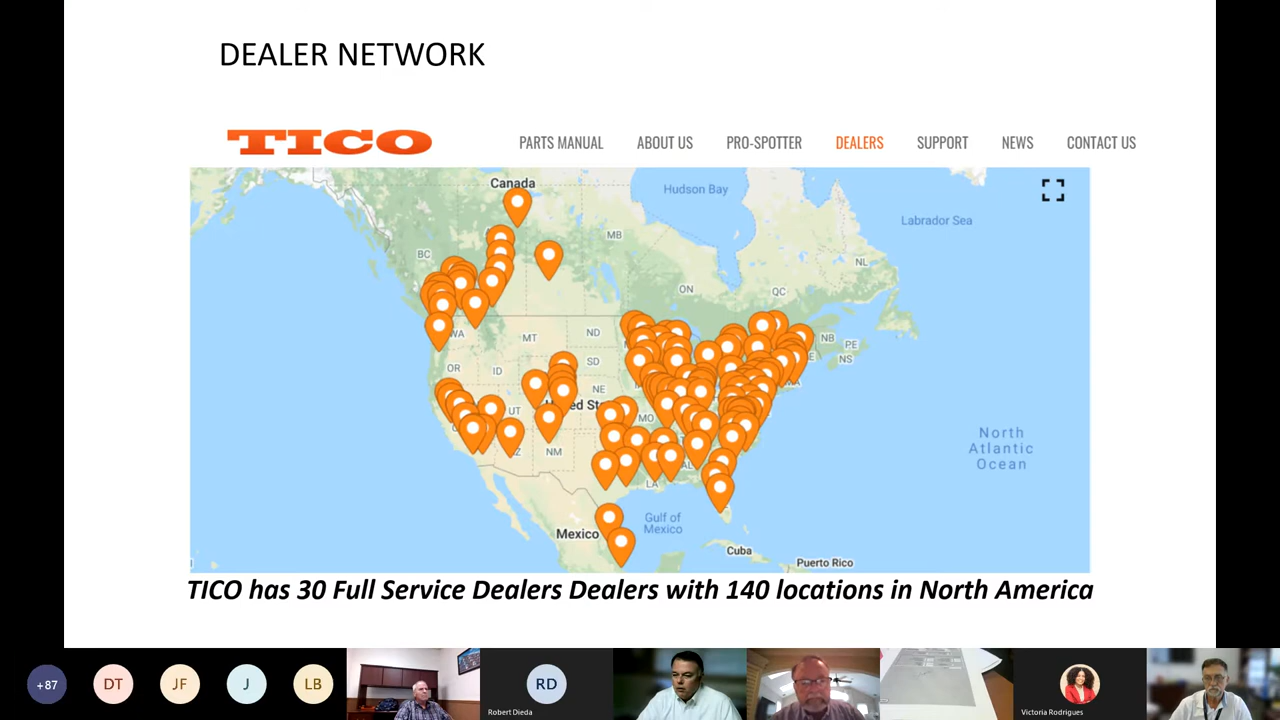 DEALER NETWORK
TICO
PARTS MANUAL
ABOUT US
PRO-SPOTTER
DEALERS
SUPPORT
NEWS
CONTACT US
Canada
Hudson Bay
Labrador Sea
MB
BC
NL
ON
QC
WA
MT
ND
NB
PE
NS
OR
ID
SD
NE
United St
UT
MO
NM
AL
LA
North
Atlantic
Ocean
Gulf of
Mexico
Mexico
Cuba
Puerto Rico
TICO has 30 Full Service Dealers Dealers with 140 locations in North America
+87
DT
JF
J
LB
RD
Robert Dieda
Victoria Rodrigues